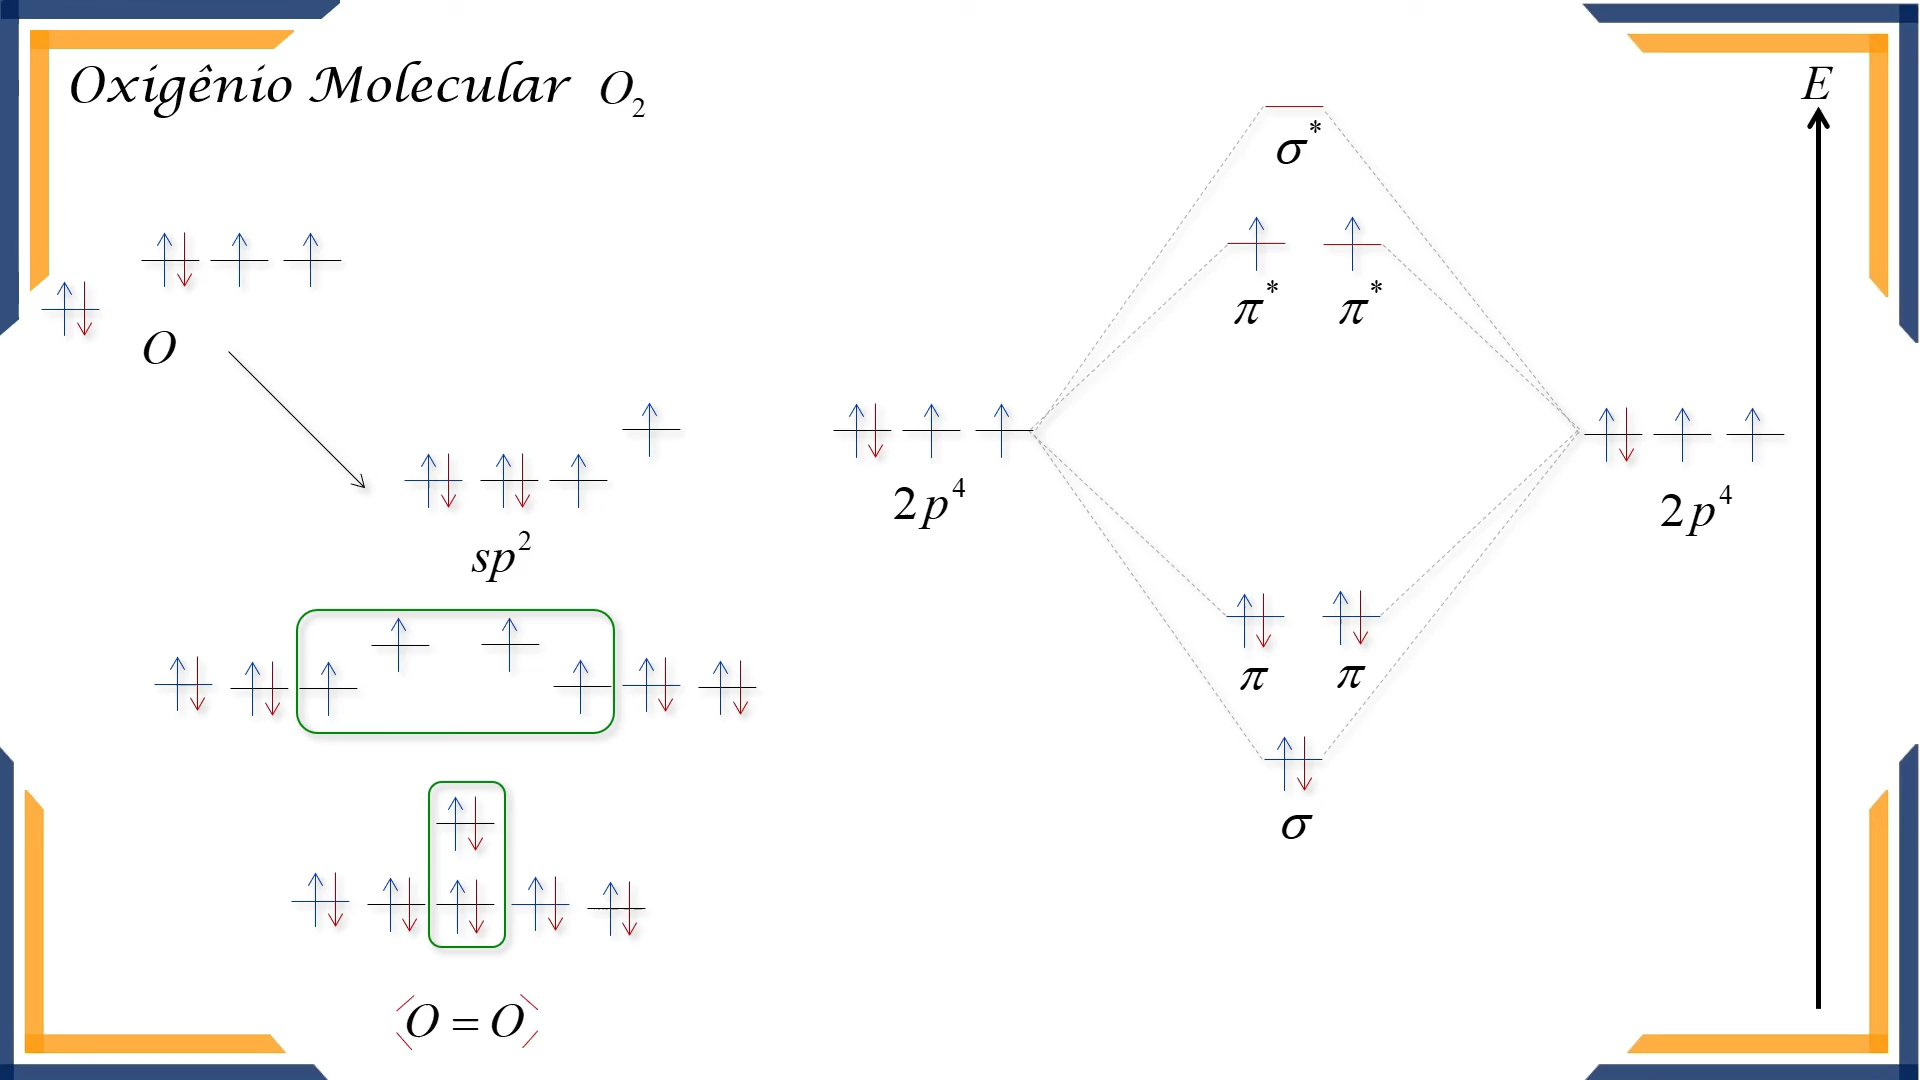 Oxigênio Molecular O₂
E
σ*
π* π*
O
2p⁴
2p⁴
sp²
π π
σ
O = O